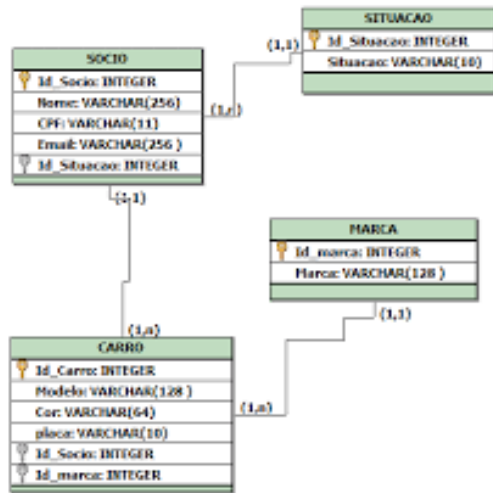 SITUACAO
Id_Situacao: INTEGER
Situacao: VARCHAR(10)
(1,1)
SOCIO
Id_Socio: INTEGER
Nome: VARCHAR(256)
CPF: VARCHAR(11)
Email: VARCHAR(256 )
Id_Situacao: INTEGER
(1,n)
(1,1)
MARCA
Id_marca: INTEGER
Marca: VARCHAR(128 )
(1,1)
(1,n)
CARRO
Id_Carro: INTEGER
Modelo: VARCHAR(128 )
Cor: VARCHAR(64)
placa: VARCHAR(10)
Id_Socio: INTEGER
Id_marca: INTEGER
(1,n)